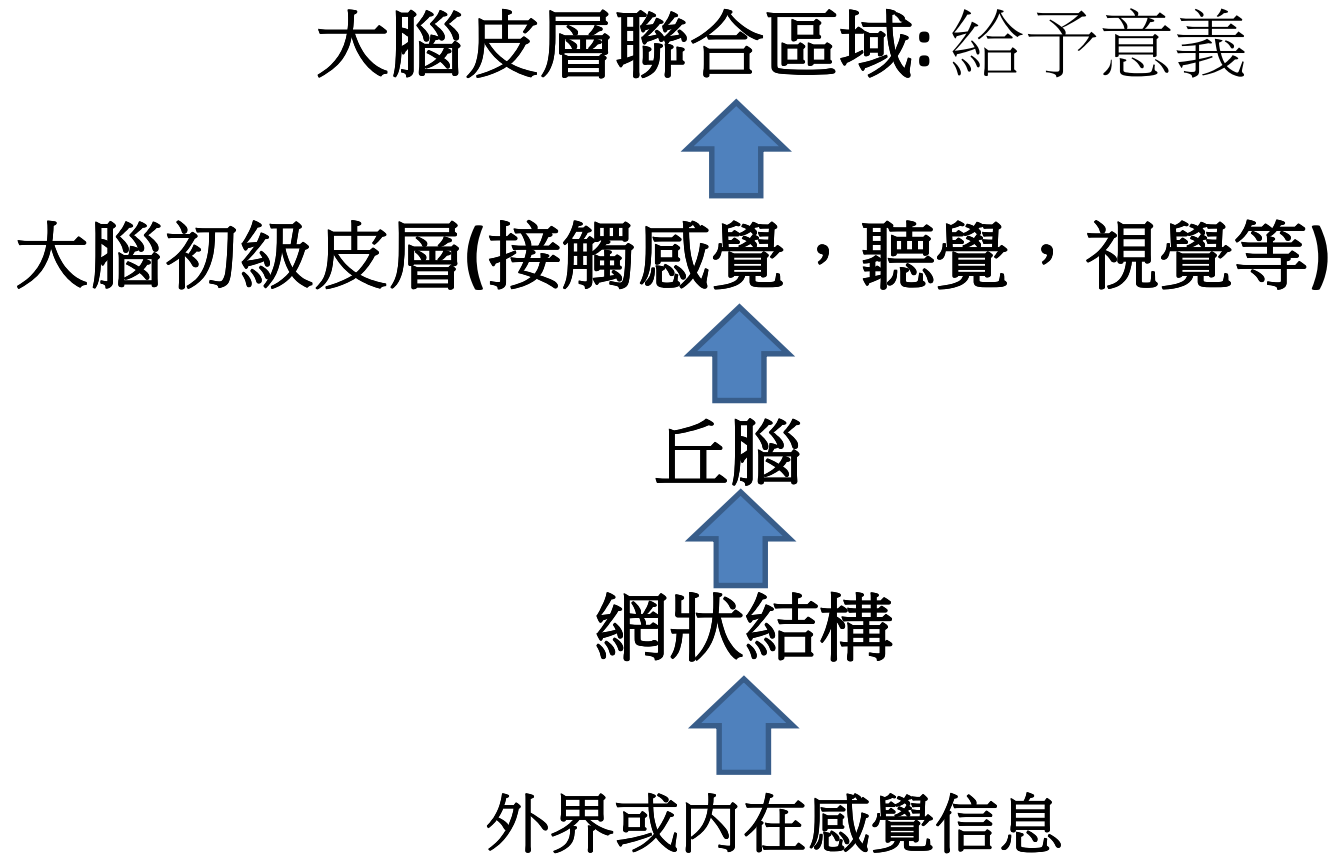 大腦皮層聯合區域: 給予意義
大腦初級皮層(接觸感覺，聽覺，視覺等)
丘腦
網狀結構
外界或内在感覺信息